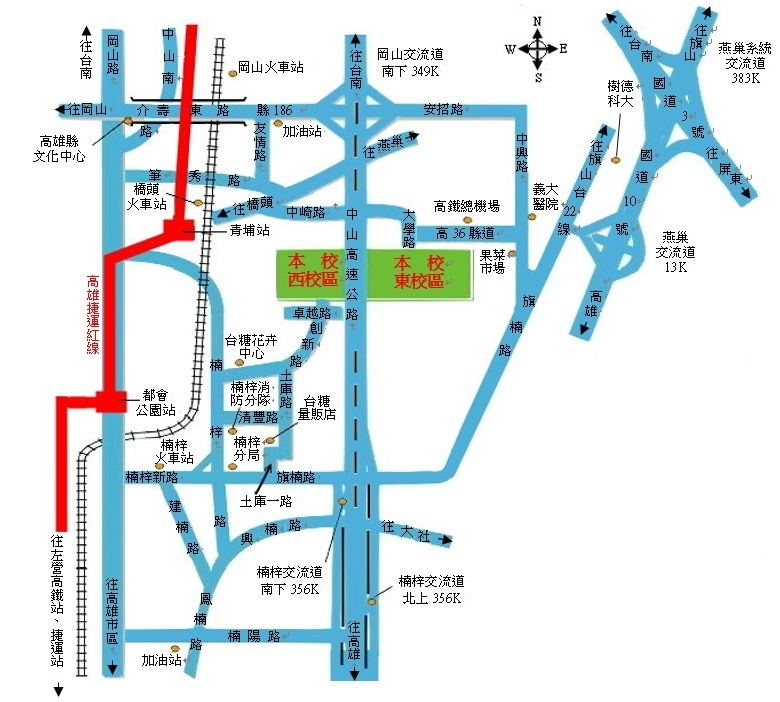 N
W
E
S
往台南
岡山路
中山南路
岡山火車站
往台南
岡山交流道
南下 349K
往台南
往旗山
燕巢系統
交流道
383K
樹德
科大
國道3號
往屏東
往岡山
介壽東路
縣 186
安招路
高雄縣
文化中心
友情路
加油站
往燕巢
中興路
往旗山
筆秀路
橋頭
火車站
往橋頭
中崎路
中山高速公路
大學路
高鐵總機場
義大
醫院
台22線
國道10號
青埔站
高 36 縣道
果菜
市場
燕巢
交流道
13K
高雄
本校
西校區
本校
東校區
高雄捷運紅線
卓越路
創新路
旗楠路
台糖花卉
中心
楠梓路
土庫路
楠梓消
防分隊
清豐路
台糖
量販店
都會
公園站
楠梓
分局
楠梓
火車站
楠梓新路
旗楠路
土庫一路
建楠路
興楠路
往大社
楠梓交流道
南下 356K
楠梓交流道
北上 356K
鳳楠路
楠陽路
加油站
往左營高鐵站、捷運站
往高雄市區
往高雄